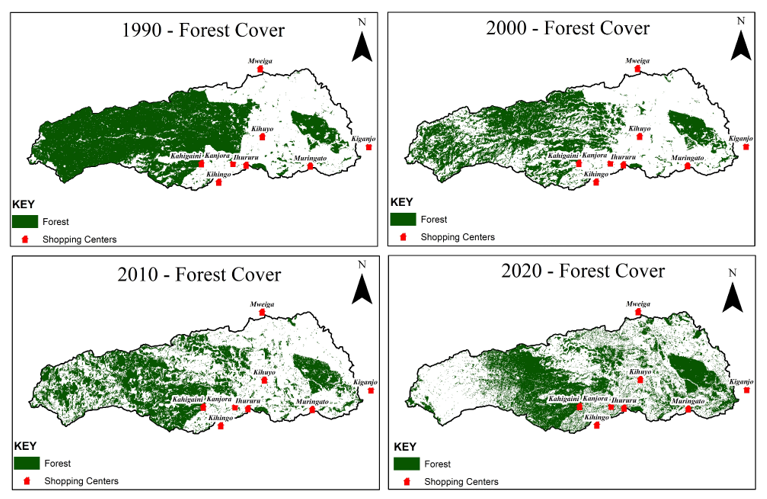 1990 - Forest Cover
N
Mweiga
Kihuyo
Kiganjo
Kahigaini
Kanjora
Ihururu
Muringato
Kihingo
KEY
Forest
Shopping Centers
2000 - Forest Cover
N
Mweiga
Kihuyo
Kiganjo
Kahigaini
Kanjora
Ihururu
Muringato
Kihingo
KEY
Forest
Shopping Centers
2010 - Forest Cover
N
Mweiga
Kihuyo
Kiganjo
Kahigaini
Kanjora
Ihururu
Muringato
Kihingo
KEY
Forest
Shopping Centers
2020 - Forest Cover
N
Mweiga
Kihuyo
Kiganjo
Kahigaini
Kanjora
Ihururu
Muringato
Kihingo
KEY
Forest
Shopping Centers